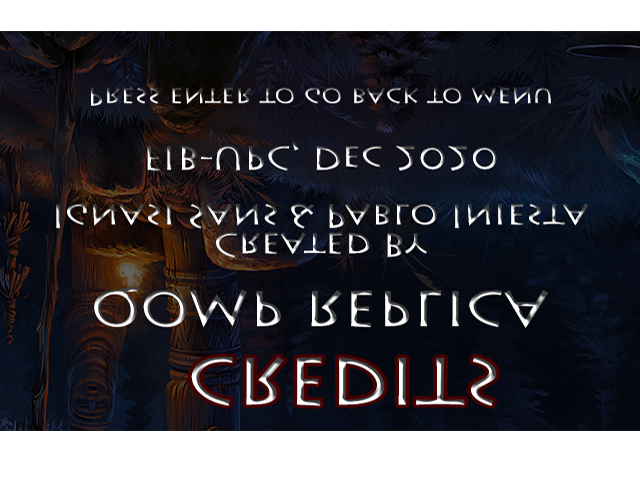 CREDITS
QOMP REPLICA
CREATED BY
IGNASI SANS & PABLO INIESTA
FIB-UPC, DEC 2020
PRESS ENTER TO GO BACK TO MENU